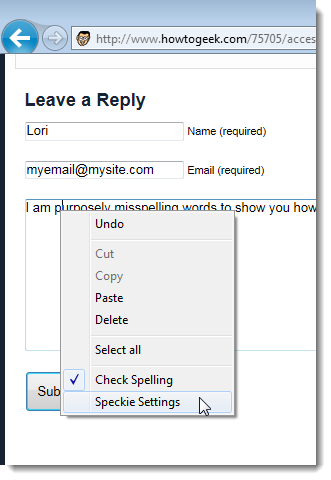 http://www.howtogeek.com/75705/acces
Leave a Reply
Lori Name (required)
myemail@mysite.com Email (required)
I am purposely misspelling words to show you how
Undo
Cut
Copy
Paste
Delete
Select all
Check Spelling
Sub
Speckie Settings